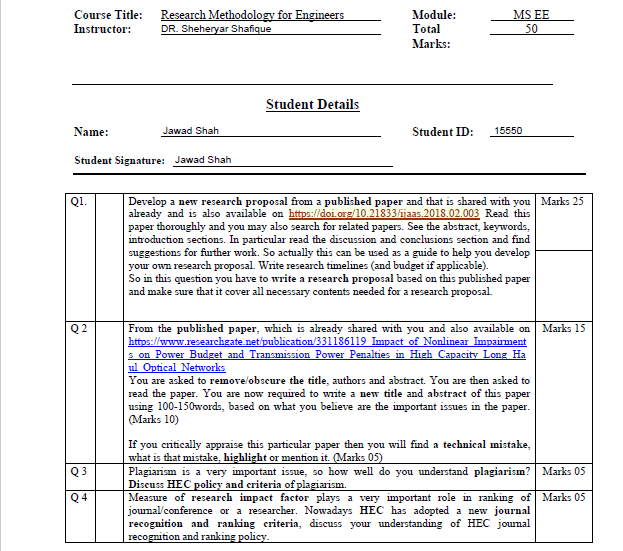 Course Title: Research Methodology for Engineers Module: MS EE
Instructor: DR. Sheheryar Shafique Total 50
Marks:
Student Details
Name: Jawad Shah Student ID: 15550
Student Signature: Jawad Shah
Q1. Develop a new research proposal from a published paper and that is shared with you Marks 25
already and is also available on https://doi.org/10.21833/ijaas.2018.02.003 Read this
paper thoroughly and you may also search for related papers. See the abstract, keywords,
introduction sections. In particular read the discussion and conclusions section and find
suggestions for further work. So actually this can be used as a guide to help you develop
your own research proposal. Write research timelines (and budget if applicable).
So in this question you have to write a research proposal based on this published paper
and make sure that it cover all necessary contents needed for a research proposal.
Q 2 From the published paper, which is already shared with you and also available on Marks 15
https://www.researchgate.net/publication/331186119_Impact_of_Nonlinear_Impairment
s_on_Power_Budget_and_Transmission_Power_Penalties_in_High_Capacity_Long_Ha
ul_Optical_Networks
You are asked to remove/obscure the title, authors and abstract. You are then asked to
read the paper. You are now required to write a new title and abstract of this paper
using 100-150words, based on what you believe are the important issues in the paper.
(Marks 10)
If you critically appraise this particular paper then you will find a technical mistake,
what is that mistake, highlight or mention it. (Marks 05)
Q 3 Plagiarism is a very important issue, so how well do you understand plagiarism? Marks 05
Discuss HEC policy and criteria of plagiarism.
Q 4 Measure of research impact factor plays a very important role in ranking of Marks 05
journal/conference or a researcher. Nowadays HEC has adopted a new journal
recognition and ranking criteria, discuss your understanding of HEC journal
recognition and ranking policy.